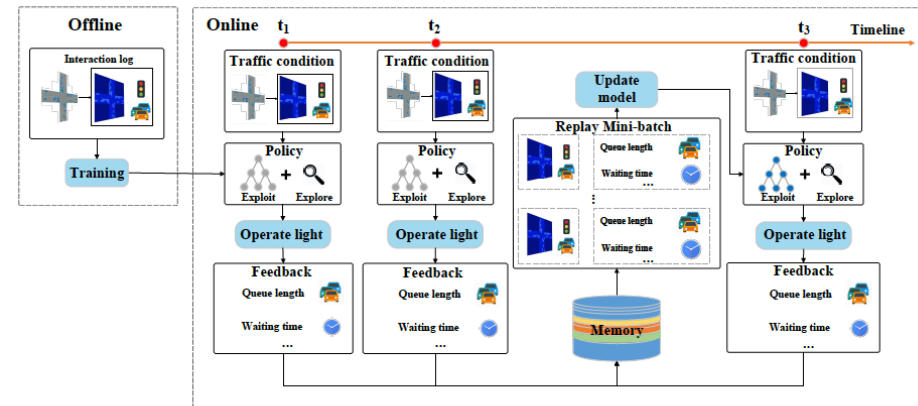 Offline
Interaction log
Training
Online
t1
t2
t3
Timeline
Traffic condition
Policy
+
Exploit
Explore
Operate light
Feedback
Queue length
Waiting time
...
Traffic condition
Policy
+
Exploit
Explore
Operate light
Feedback
Queue length
Waiting time
...
Update
model
Replay Mini-batch
Queue length
Waiting time
...
⋮
Queue length
Waiting time
...
Memory
Traffic condition
Policy
+
Exploit
Explore
Operate light
Feedback
Queue length
Waiting time
...